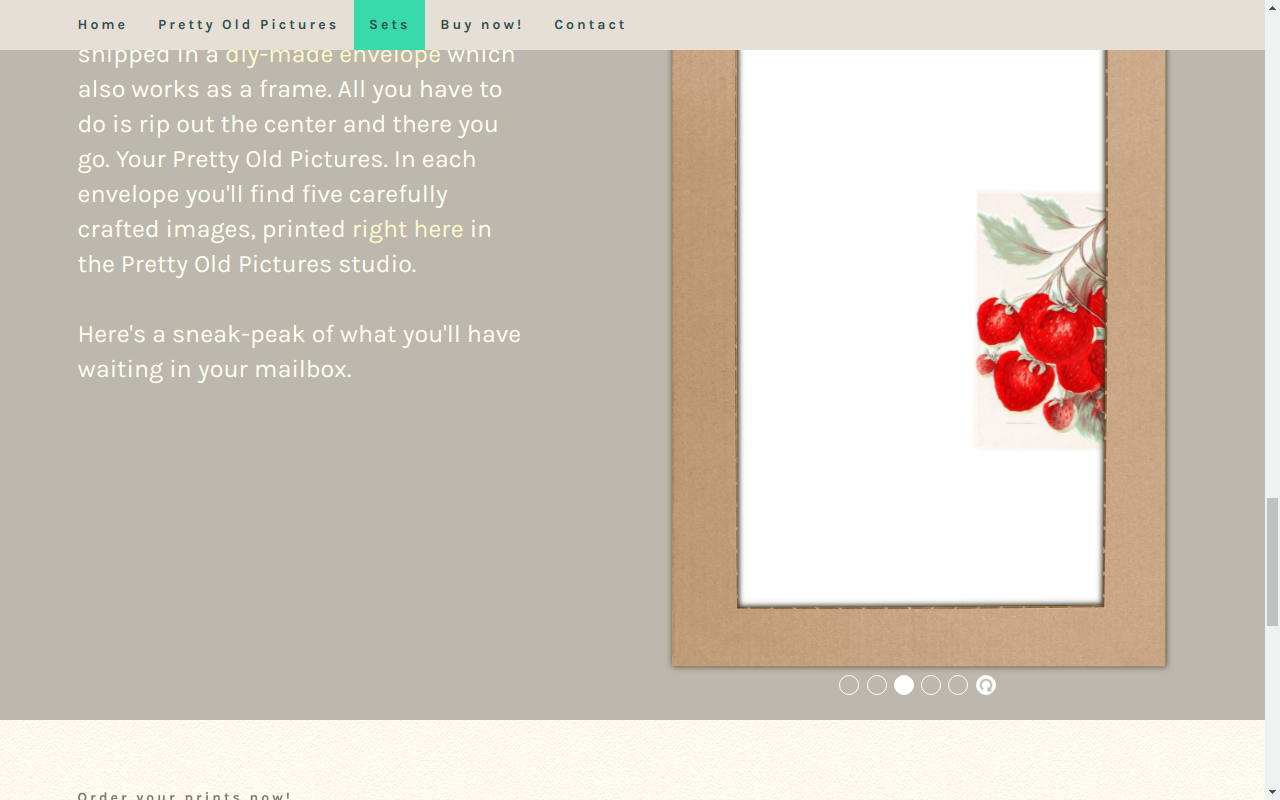 Home Pretty Old Pictures Sets Buy now! Contact
shipped in a diy-made envelope which
also works as a frame. All you have to
do is rip out the center and there you
go. Your Pretty Old Pictures. In each
envelope you'll find five carefully
crafted images, printed right here in
the Pretty Old Pictures studio.
Here's a sneak-peak of what you'll have
waiting in your mailbox.
Order your prints now!